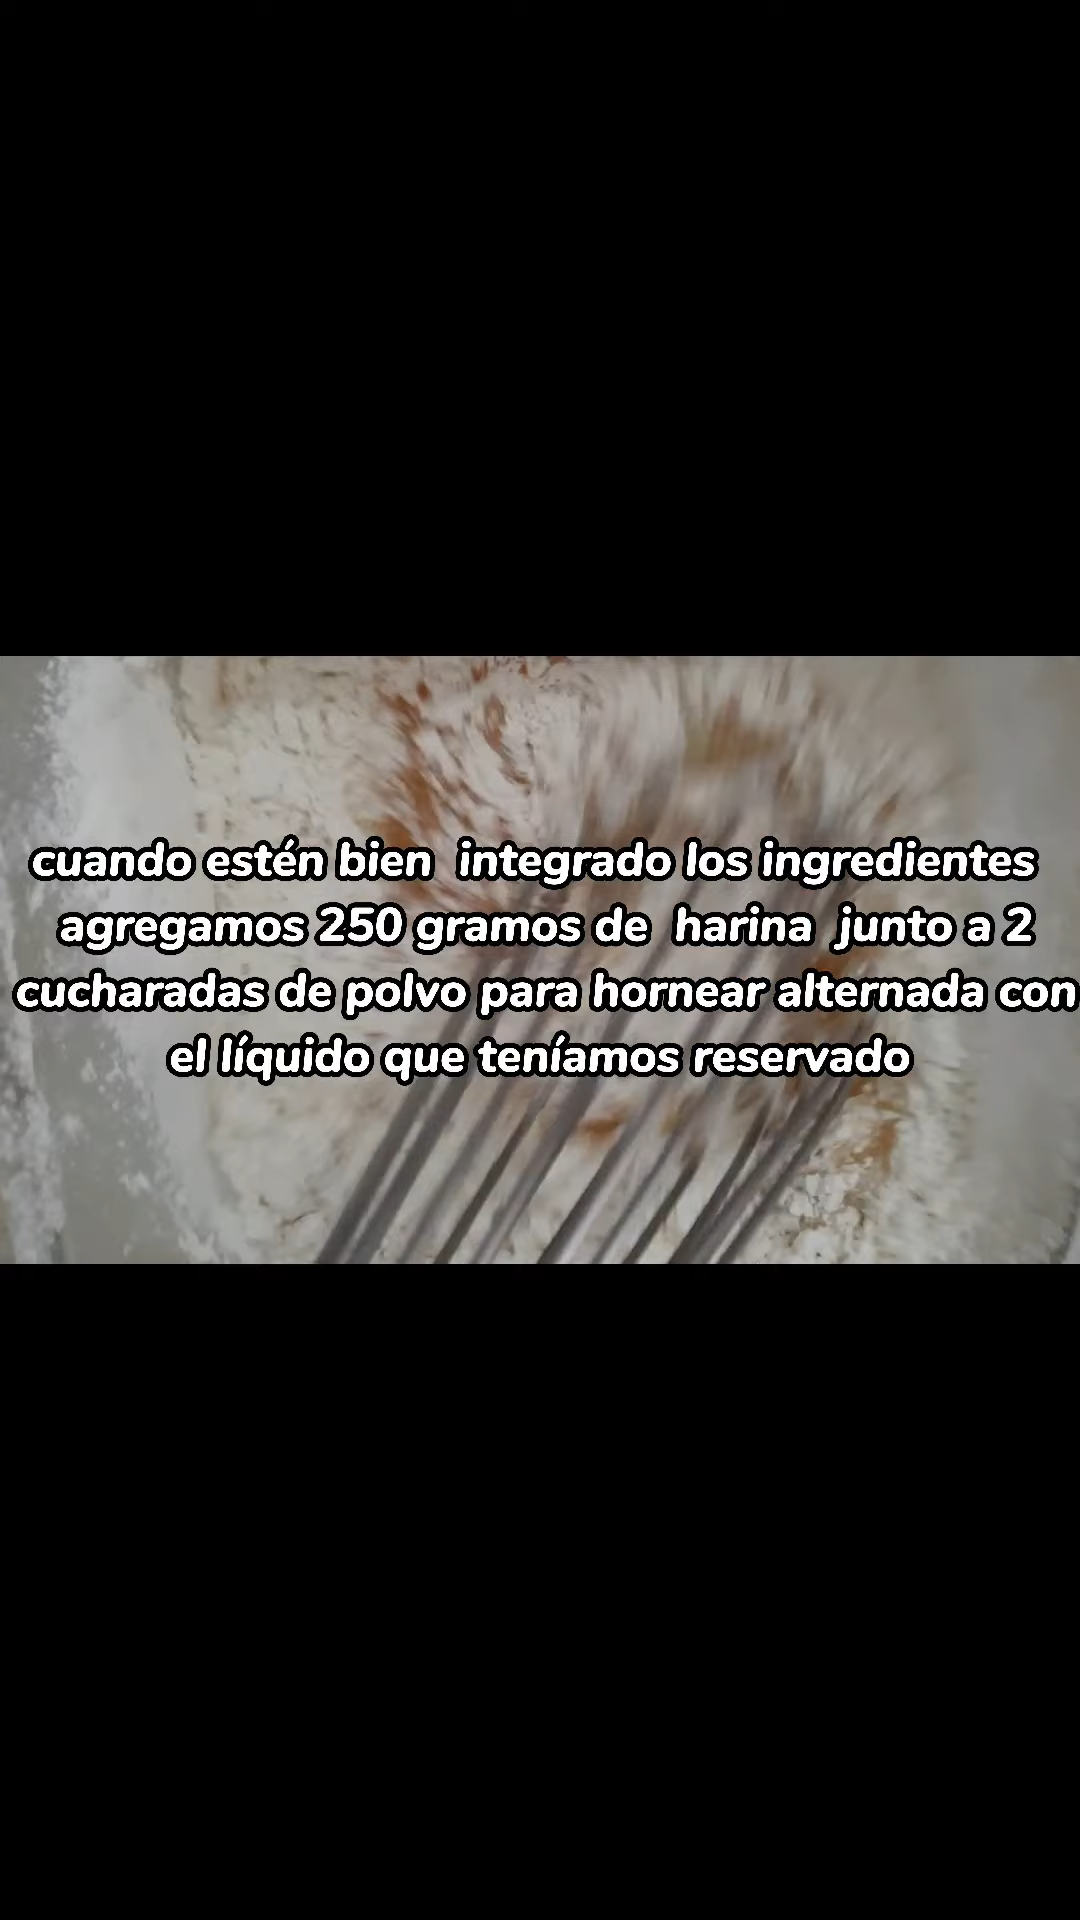 cuando estén bien integrado los ingredientes
agregamos 250 gramos de harina junto a 2
cucharadas de polvo para hornear alternada con
el líquido que teníamos reservado